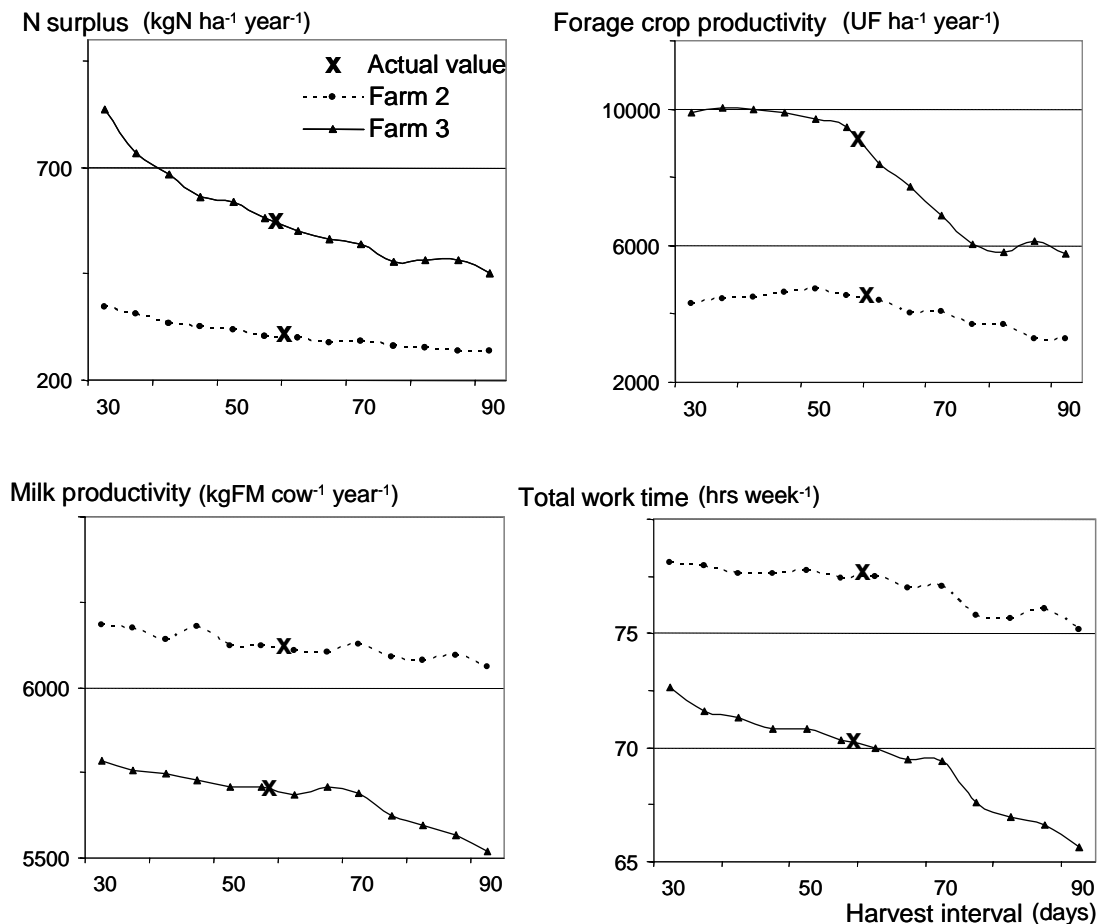 N surplus (kgN ha⁻¹ year⁻¹)
X Actual value
Farm 2
Farm 3
700
200
30 50 70 90
Forage crop productivity (UF ha⁻¹ year⁻¹)
10000
6000
2000
30 50 70 90
Milk productivity (kgFM cow⁻¹ year⁻¹)
6000
5500
30 50 70 90
Total work time (hrs week⁻¹)
75
70
65
30 50 70 90
Harvest interval (days)